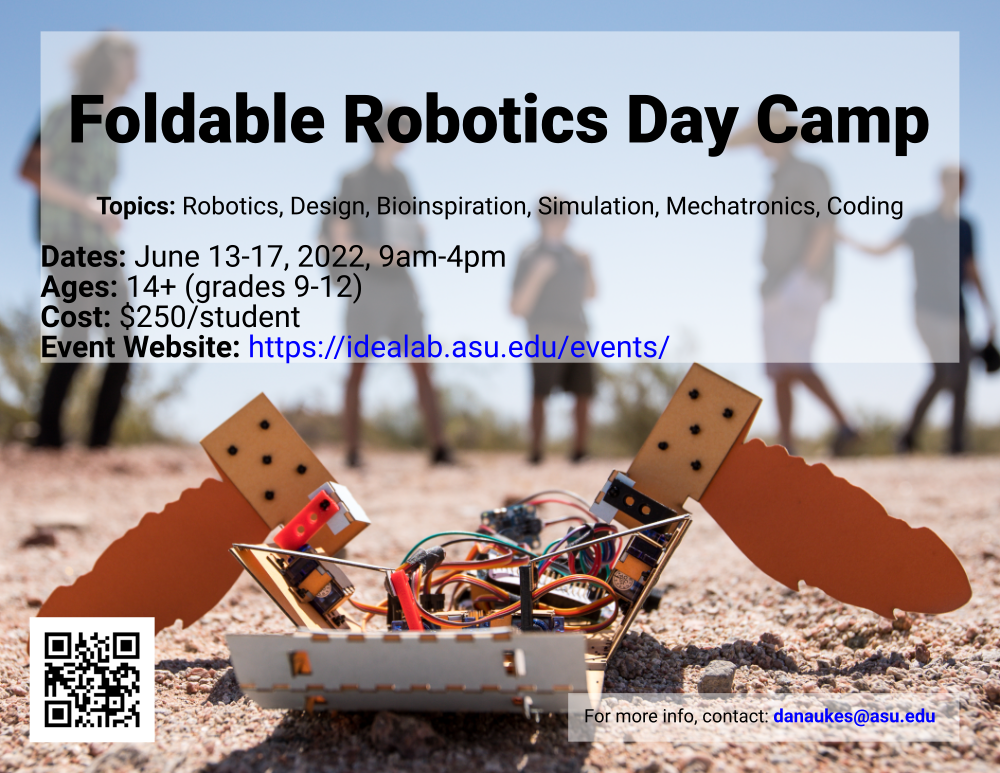 Foldable Robotics Day Camp
Topics: Robotics, Design, Bioinspiration, Simulation, Mechatronics, Coding
Dates: June 13-17, 2022, 9am-4pm
Ages: 14+ (grades 9-12)
Cost: $250/student
Event Website: https://idealab.asu.edu/events/
For more info, contact: danaukes@asu.edu